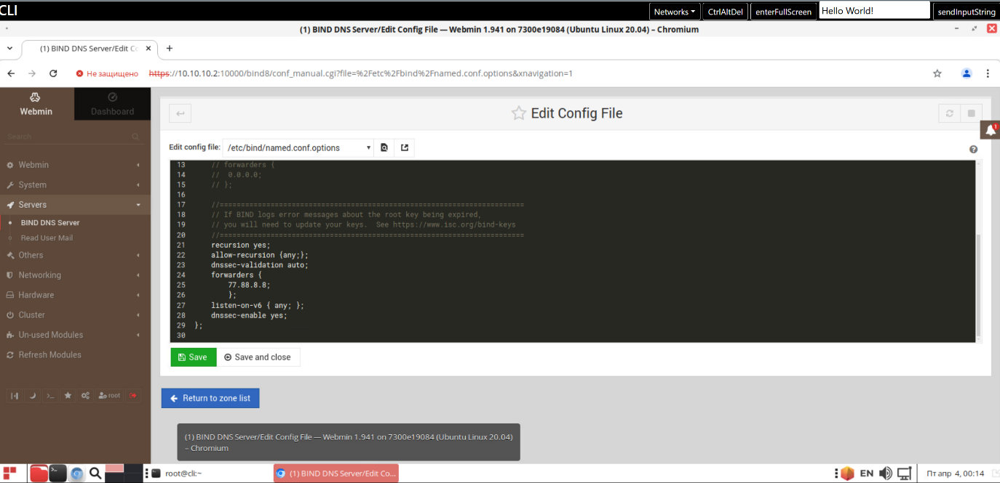 CLI
Networks
CtrlAltDel
enterFullScreen
Hello World!
sendInputString
(1) BIND DNS Server/Edit Config File — Webmin 1.941 on 7300e19084 (Ubuntu Linux 20.04) – Chromium
(1) BIND DNS Server/Edit Co
Не защищено
https://10.10.10.2:10000/bind8/conf_manual.cgi?file=%2Fetc%2Fbind%2Fnamed.conf.options&xnavigation=1
Webmin
Dashboard
Search
Webmin
System
Servers
BIND DNS Server
Read User Mail
Others
Networking
Hardware
Cluster
Un-used Modules
Refresh Modules
root
Edit Config File
1
Edit config file: /etc/bind/named.conf.options
13 // forwarders {
14 // 0.0.0.0;
15 // };
16
17 //========================================================================
18 // If BIND logs error messages about the root key being expired,
19 // you will need to update your keys. See https://www.isc.org/bind-keys
20 //========================================================================
21 recursion yes;
22 allow-recursion {any;};
23 dnssec-validation auto;
24 forwarders {
25 77.88.8.8;
26 };
27 listen-on-v6 { any; };
28 dnssec-enable yes;
29 };
30
Save
Save and close
Return to zone list
(1) BIND DNS Server/Edit Config File — Webmin 1.941 on 7300e19084 (Ubuntu Linux 20.04)
– Chromium
root@cli:~
(1) BIND DNS Server/Edit Co...
EN
Пт апр 4, 00:14